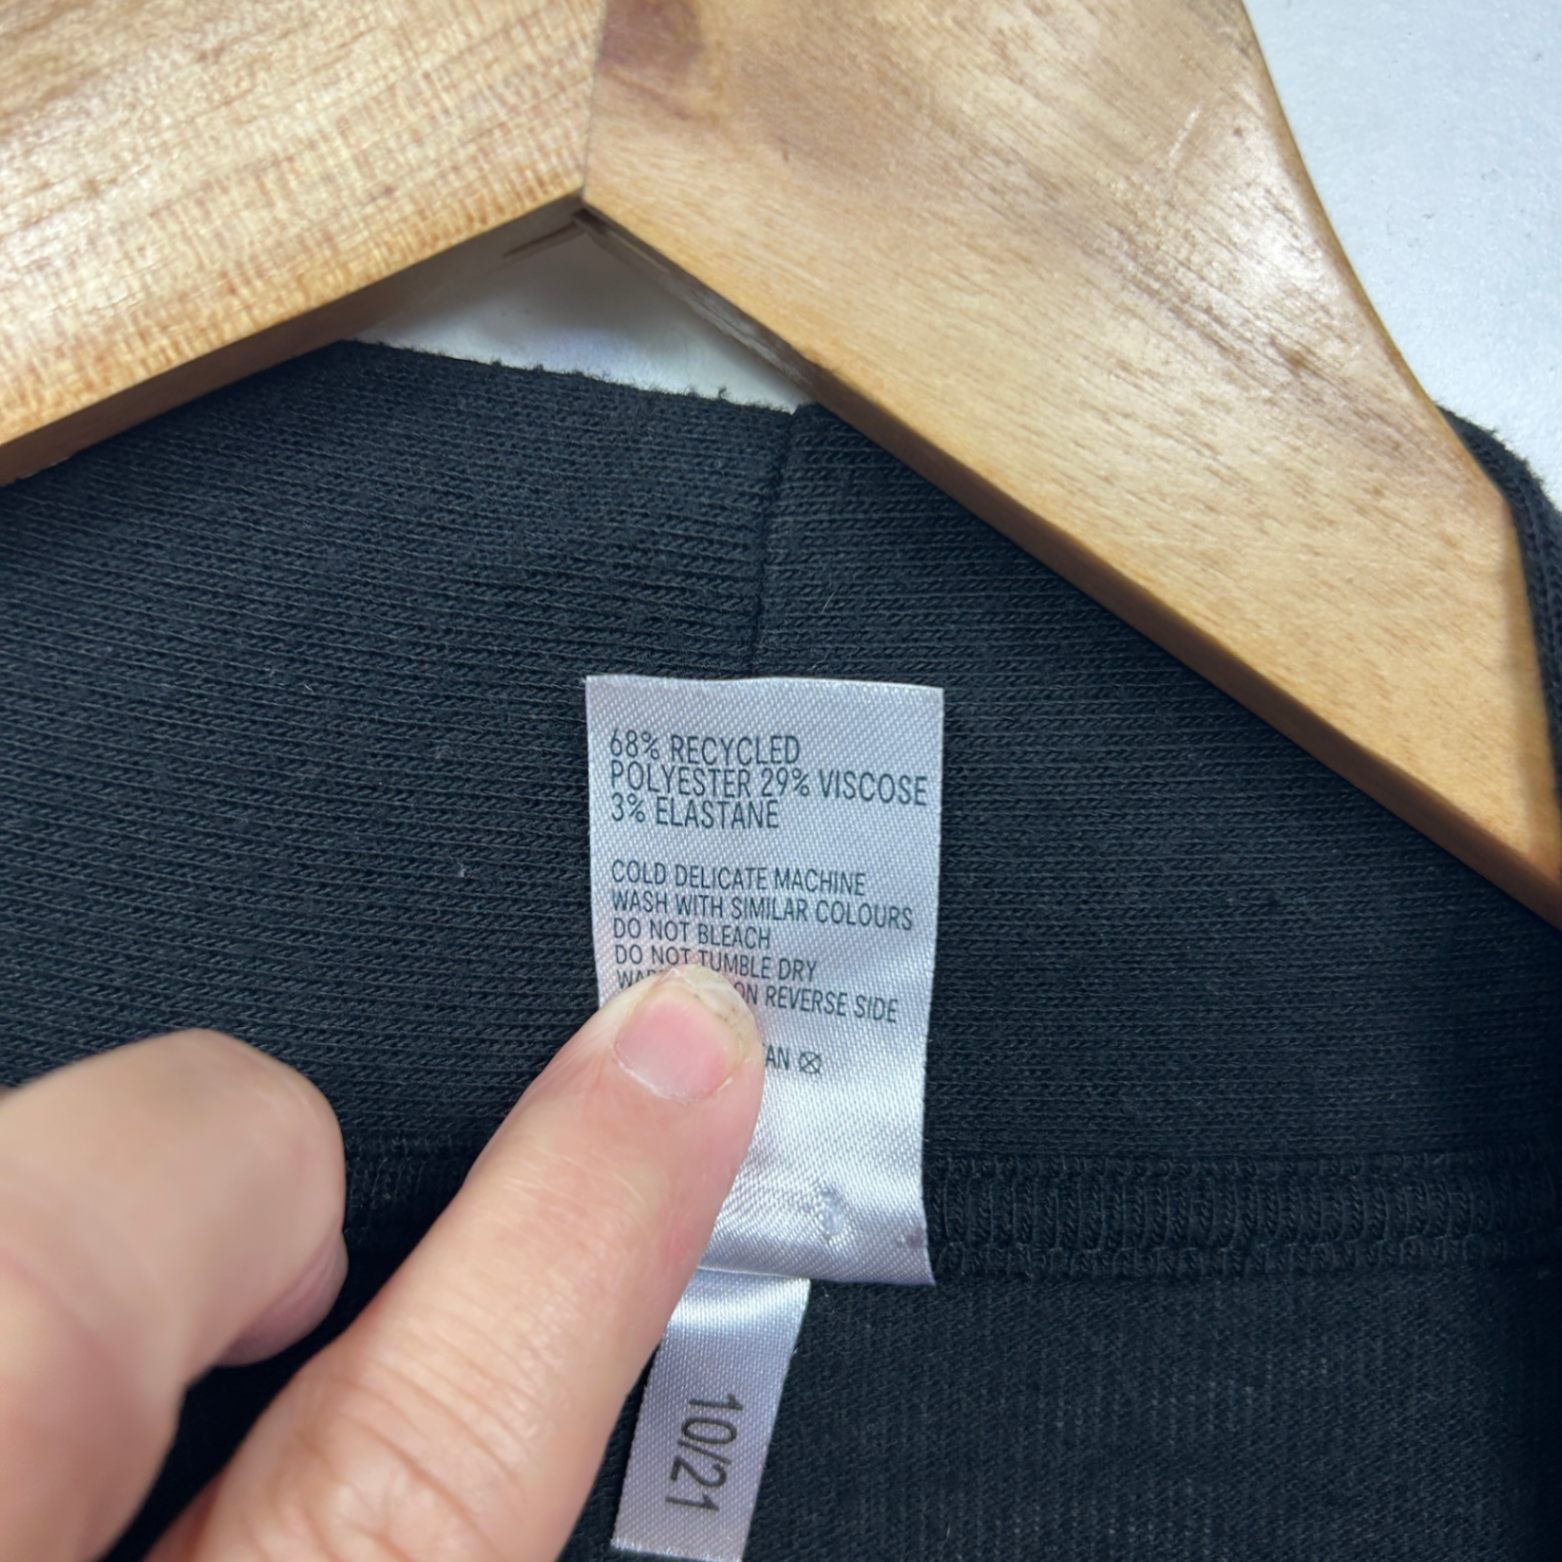 68% RECYCLED
POLYESTER 29% VISCOSE
3% ELASTANE
COLD DELICATE MACHINE
WASH WITH SIMILAR COLOURS
DO NOT BLEACH
DO NOT TUMBLE DRY
ON REVERSE SIDE
10/21